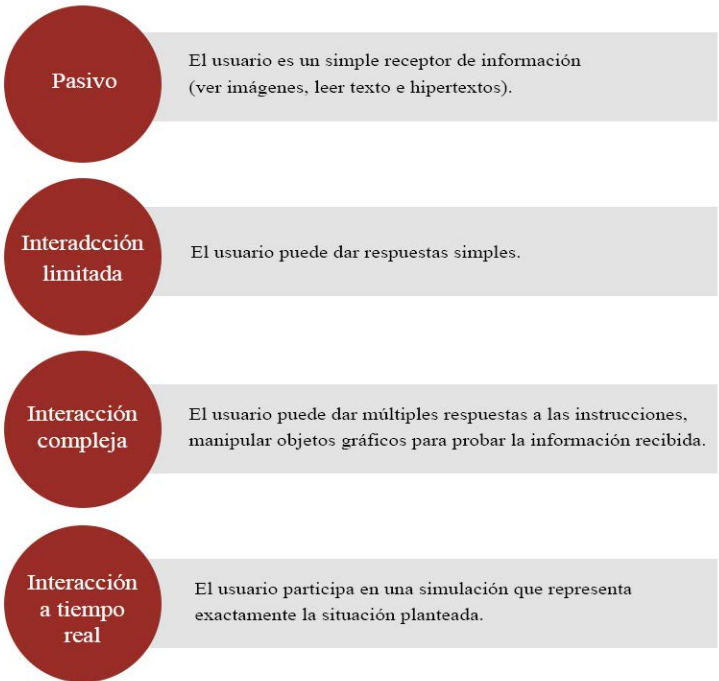 Pasivo
El usuario es un simple receptor de información
(ver imágenes, leer texto e hipertextos).
Interadcción
limitada
El usuario puede dar respuestas simples.
Interacción
compleja
El usuario puede dar múltiples respuestas a las instrucciones,
manipular objetos gráficos para probar la información recibida.
Interacción
a tiempo
real
El usuario participa en una simulación que representa
exactamente la situación planteada.